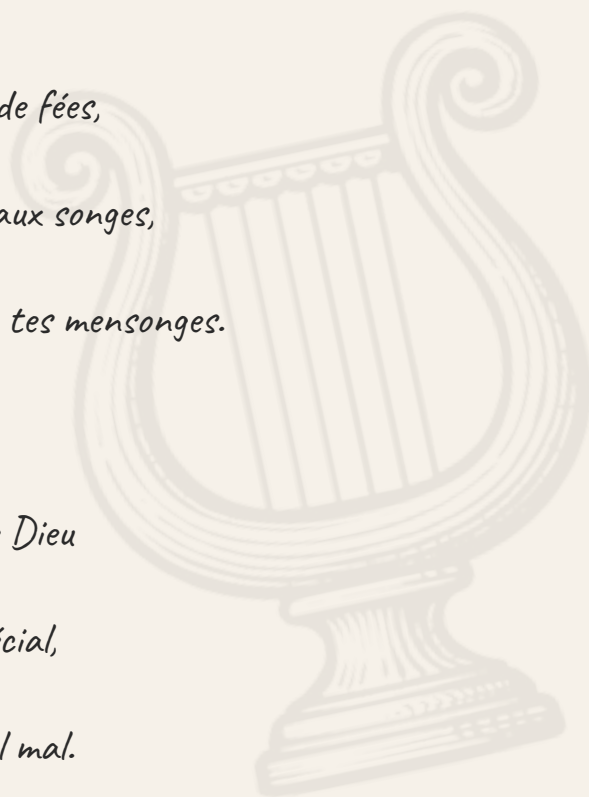 de fées,
aux songes,
tes mensonges.
Dieu
cial,
l mal.